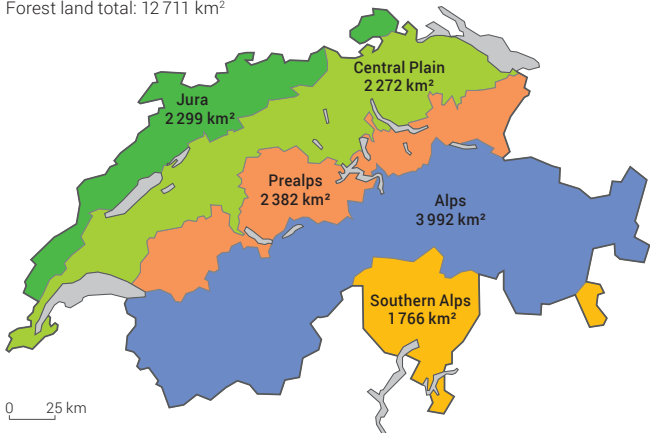 Forest land total: 12 711 km²
Central Plain
2 272 km²
Jura
2 299 km²
Prealps
2 382 km²
Alps
3 992 km²
Southern Alps
1 766 km²
0 25 km